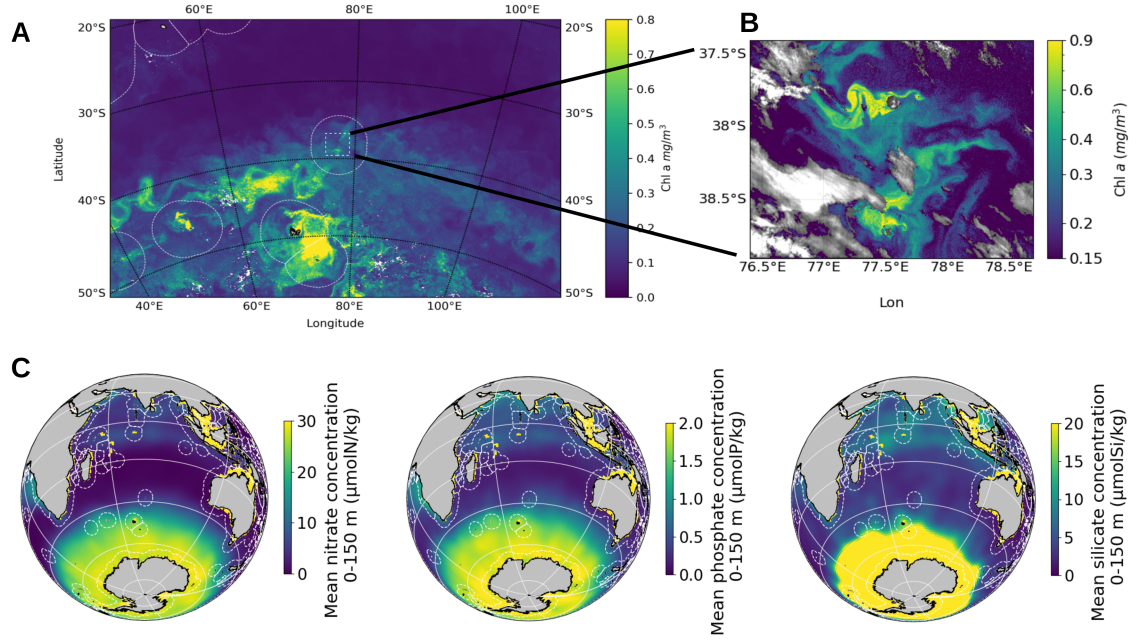 A
60°E 80°E 100°E
20°S
30°S
40°S
50°S
20°S
30°S
40°S
50°S
40°E 60°E 80°E 100°E
Latitude
Longitude
0.8
0.7
0.6
0.5
0.4
0.3
0.2
0.1
0.0
Chl a mg/m³
B
37.5°S
38°S
38.5°S
76.5°E 77°E 77.5°E 78°E 78.5°E
Lon
0.9
0.6
0.4
0.3
0.2
0.15
Chl a (mg/m³)
C
30
20
10
0
Mean nitrate concentration
0-150 m (µmolN/kg)
2.0
1.5
1.0
0.5
0.0
Mean phosphate concentration
0-150 m (µmolP/kg)
20
15
10
5
0
Mean silicate concentration
0-150 m (µmolSi/kg)